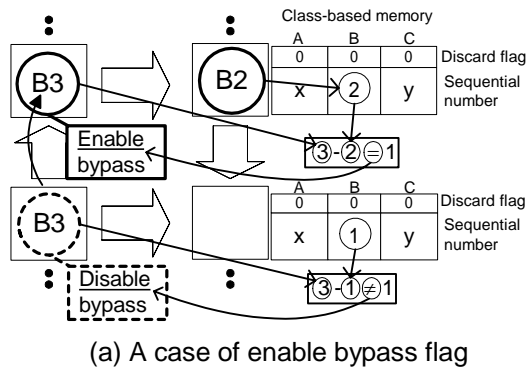 Class-based memory
A B C
0 0 0 Discard flag
B3 B2 x 2 y Sequential number
Enable bypass
3 - 2 = 1
A B C
0 0 0 Discard flag
B3 x 1 y Sequential number
Disable bypass
3 - 1 ≠ 1
(a) A case of enable bypass flag